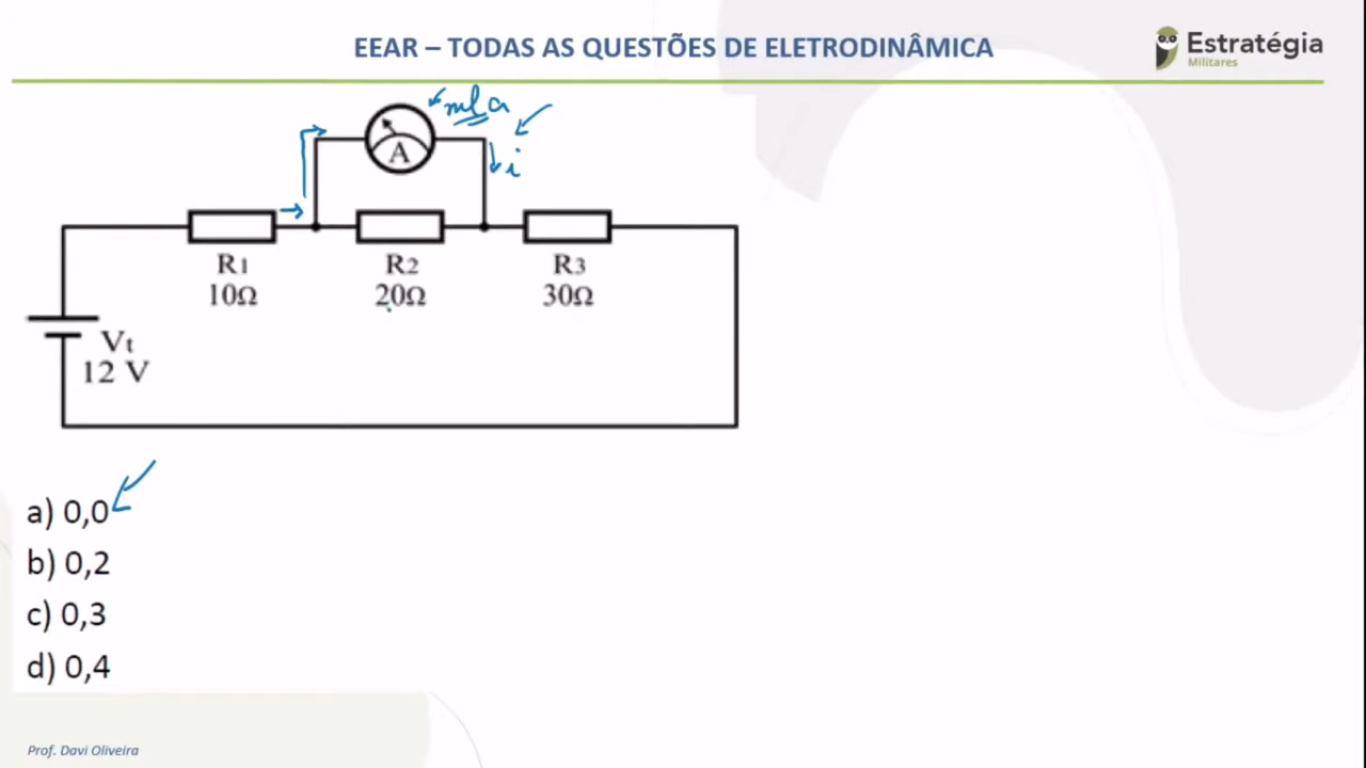 EEAR – TODAS AS QUESTÕES DE ELETRODINÂMICA
Estratégia
Militares
A
i
R1
10Ω
R2
20Ω
R3
30Ω
Vt
12 V
a) 0,0
b) 0,2
c) 0,3
d) 0,4
Prof. Davi Oliveira